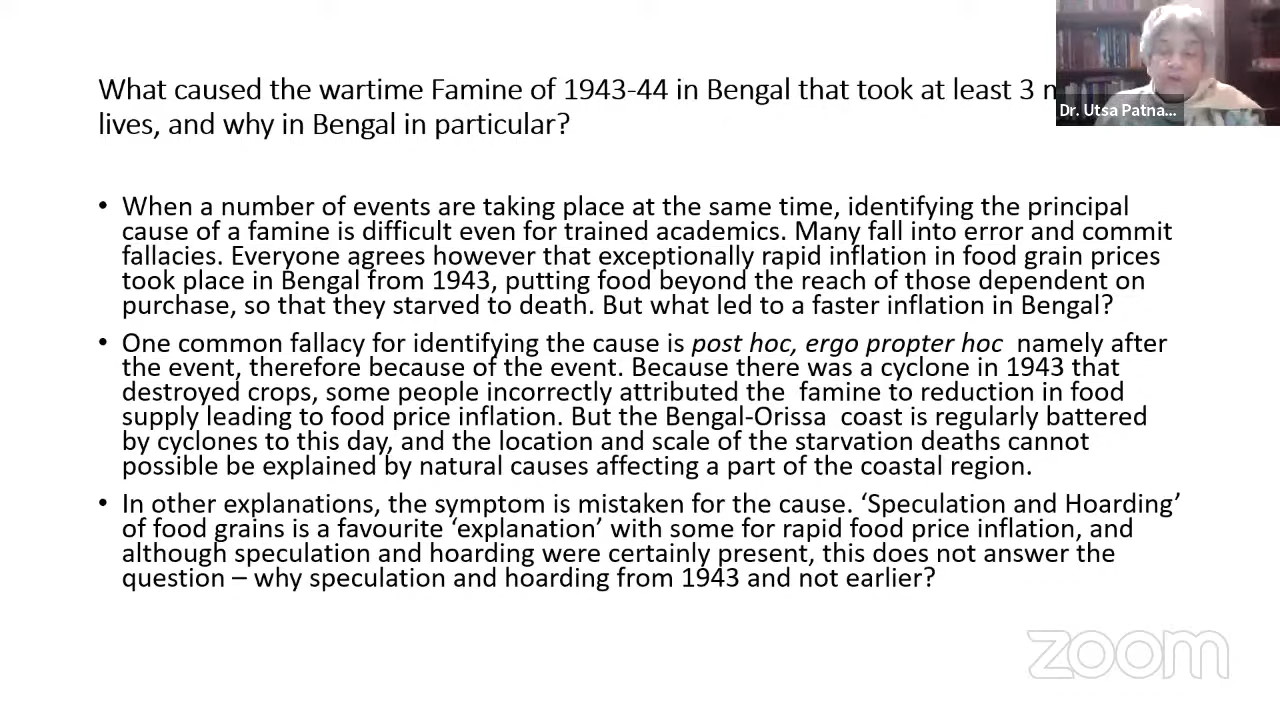 What caused the wartime Famine of 1943-44 in Bengal that took at least 3
lives, and why in Bengal in particular?
Dr. Utsa Patna...
• When a number of events are taking place at the same time, identifying the principal
cause of a famine is difficult even for trained academics. Many fall into error and commit
fallacies. Everyone agrees however that exceptionally rapid inflation in food grain prices
took place in Bengal from 1943, putting food beyond the reach of those dependent on
purchase, so that they starved to death. But what led to a faster inflation in Bengal?
• One common fallacy for identifying the cause is post hoc, ergo propter hoc namely after
the event, therefore because of the event. Because there was a cyclone in 1943 that
destroyed crops, some people incorrectly attributed the famine to reduction in food
supply leading to food price inflation. But the Bengal-Orissa coast is regularly battered
by cyclones to this day, and the location and scale of the starvation deaths cannot
possible be explained by natural causes affecting a part of the coastal region.
• In other explanations, the symptom is mistaken for the cause. ‘Speculation and Hoarding’
of food grains is a favourite ‘explanation’ with some for rapid food price inflation, and
although speculation and hoarding were certainly present, this does not answer the
question – why speculation and hoarding from 1943 and not earlier?
zoom